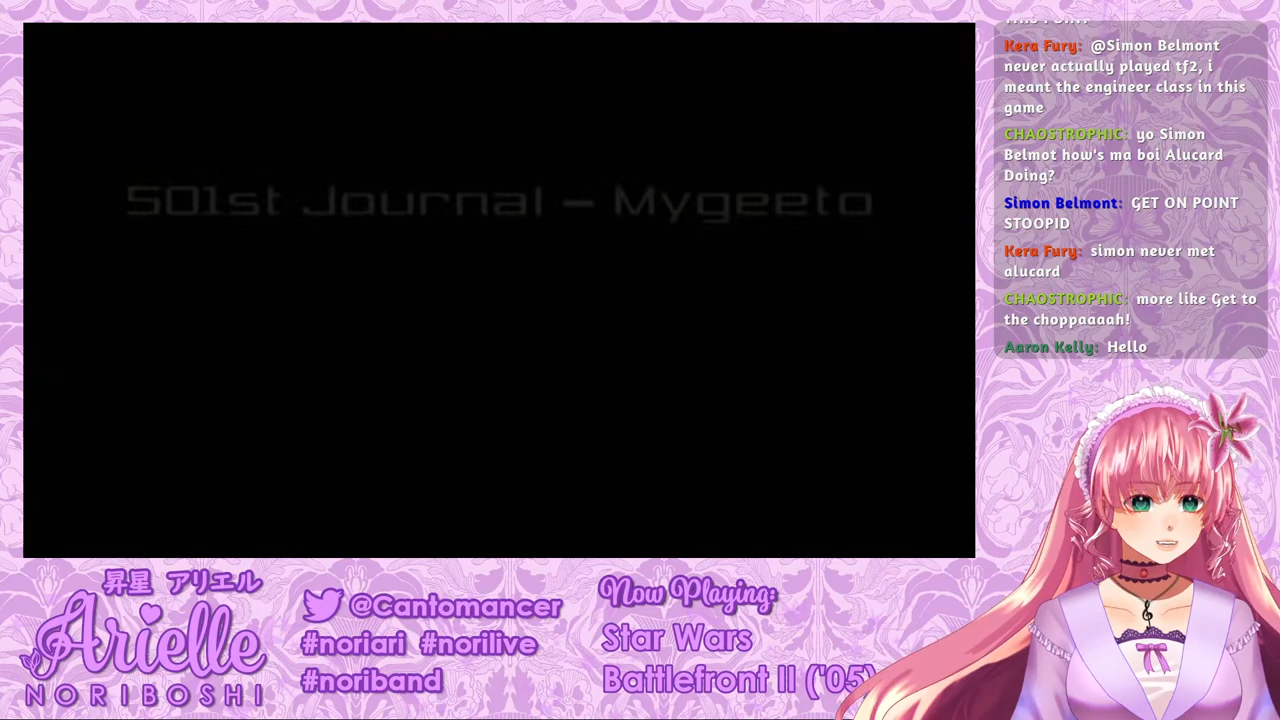 501st Journal - Mygeeto
Kera Fury: @Simon Belmont
never actually played tf2, i
meant the engineer class in this
game
CHAOSTROPHIC: yo Simon
Belmot how's ma boi Alucard
Doing?
Simon Belmont: GET ON POINT
STOOPID
Kera Fury: simon never met
alucard
CHAOSTROPHIC: more like Get to
the choppaaaah!
Aaron Kelly: Hello
昇星 アリエル
Arielle
NORIBOSHI
@Cantomancer
#noriari #norilive
#noriband
Now Playing:
Star Wars
Battlefront II ('05)